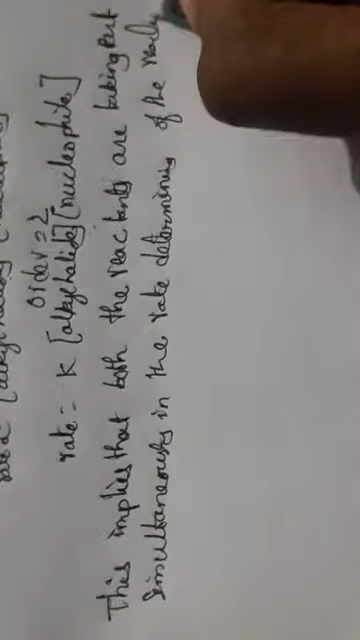 order = 2
rate = K [alkylhalide] [nucleophile]
This implies that both the reactants are taking part
simultaneously in the rate determining of the